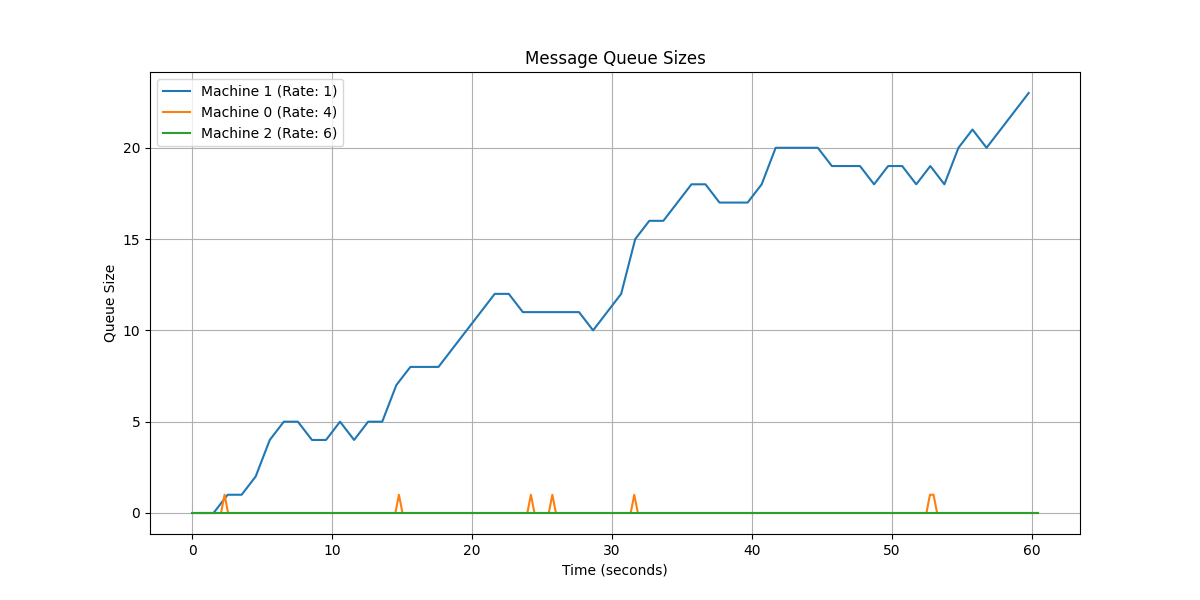 Message Queue Sizes
Machine 1 (Rate: 1)
Machine 0 (Rate: 4)
Machine 2 (Rate: 6)
20
15
10
5
0
Queue Size
0 10 20 30 40 50 60
Time (seconds)